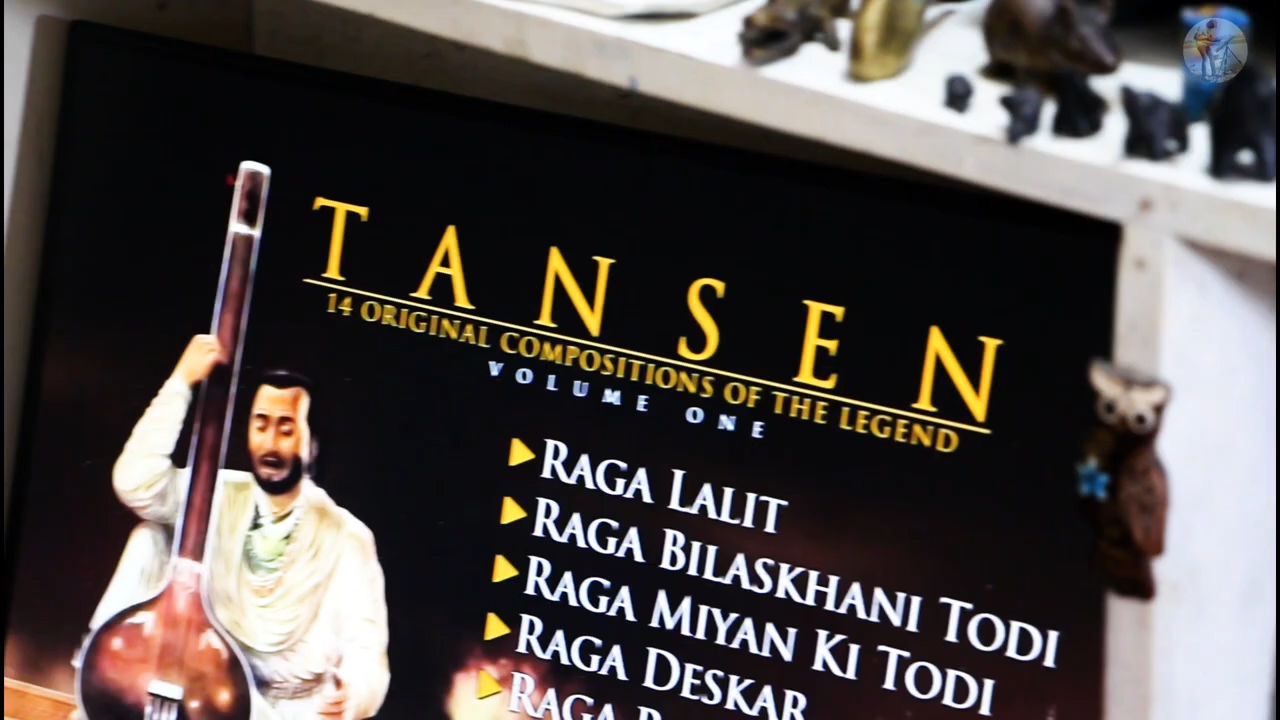 TANSEN
14 ORIGINAL COMPOSITIONS OF THE LEGEND
VOLUME ONE
RAGA LALIT
RAGA BILASKHANI TODI
RAGA MIYAN KI TODI
RAGA DESKAR
RAGA